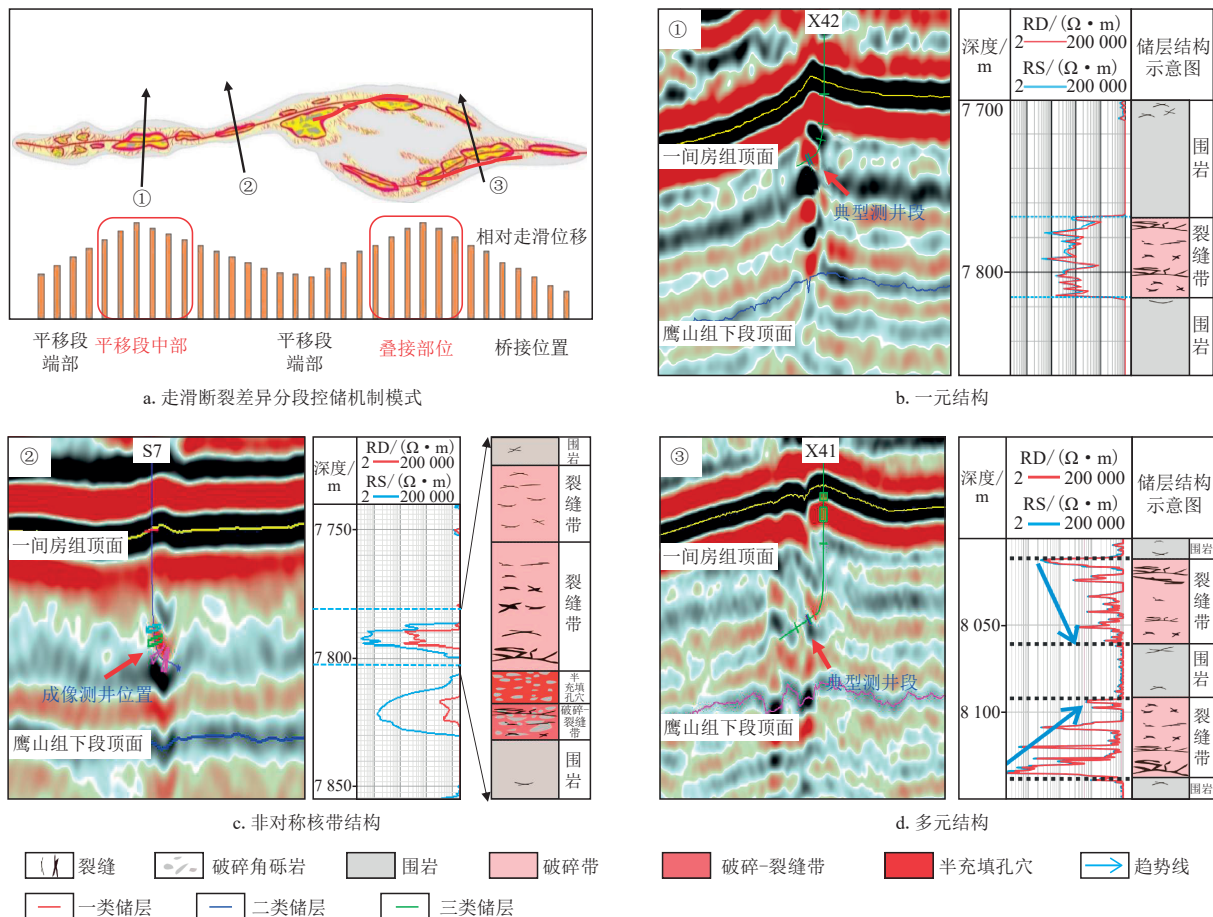 ①
②
③
相对走滑位移
平移段
端部
平移段中部
平移段
端部
叠接部位
桥接位置
a. 走滑断裂差异分段控储机制模式
①
X42
一间房组顶面
典型测井段
鹰山组下段顶面
深度/
m
RD/(Ω·m)
2 200 000
RS/(Ω·m)
2 200 000
储层结构
示意图
7 700
7 800
围岩
裂缝带
围岩
b. 一元结构
②
S7
一间房组顶面
成像测井位置
鹰山组下段顶面
深度/
m
RD/(Ω·m)
2 200 000
RS/(Ω·m)
2 200 000
7 750
7 800
7 850
围岩
裂缝带
裂缝带
半充填孔穴
破碎裂缝带
围岩
c. 非对称核带结构
③
X41
一间房组顶面
典型测井段
鹰山组下段顶面
深度/
m
RD/(Ω·m)
2 200 000
RS/(Ω·m)
2 200 000
储层结构
示意图
8 050
8 100
围岩
裂缝带
围岩
裂缝带
围岩
d. 多元结构
裂缝 破碎角砾岩 围岩 破碎带 破碎-裂缝带 半充填孔穴 趋势线
一类储层 二类储层 三类储层